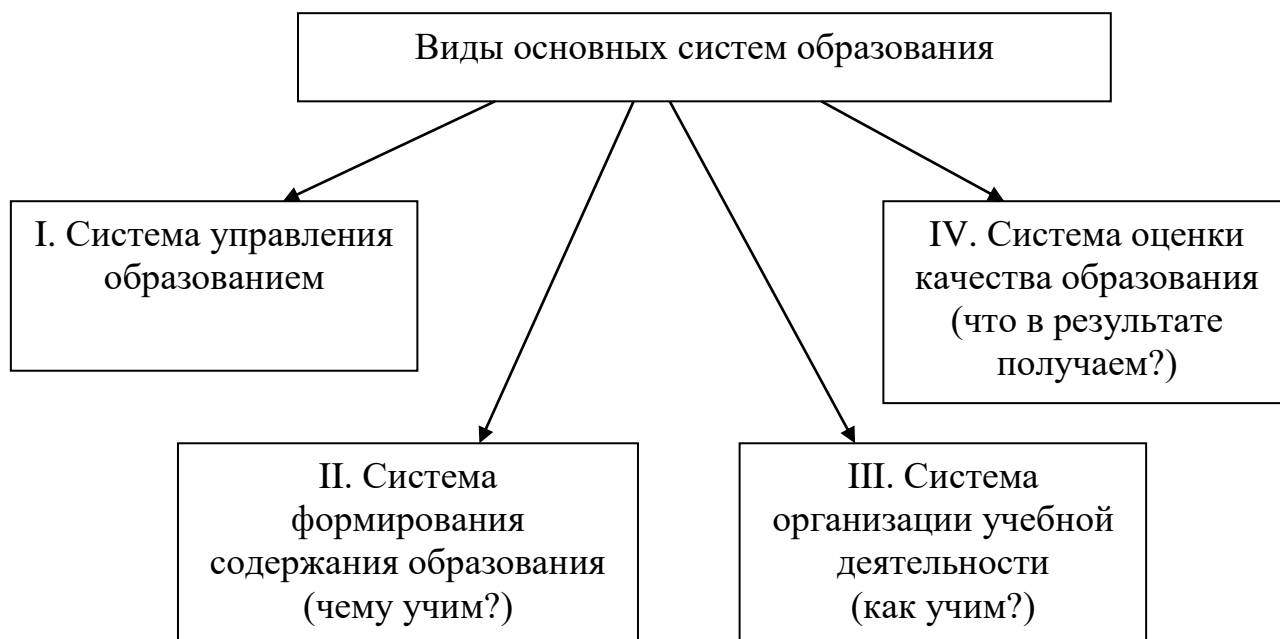 Виды основных систем образования
I. Система управления
образованием
IV. Система оценки
качества образования
(что в результате
получаем?)
II. Система
формирования
содержания образования
(чему учим?)
III. Система
организации учебной
деятельности
(как учим?)